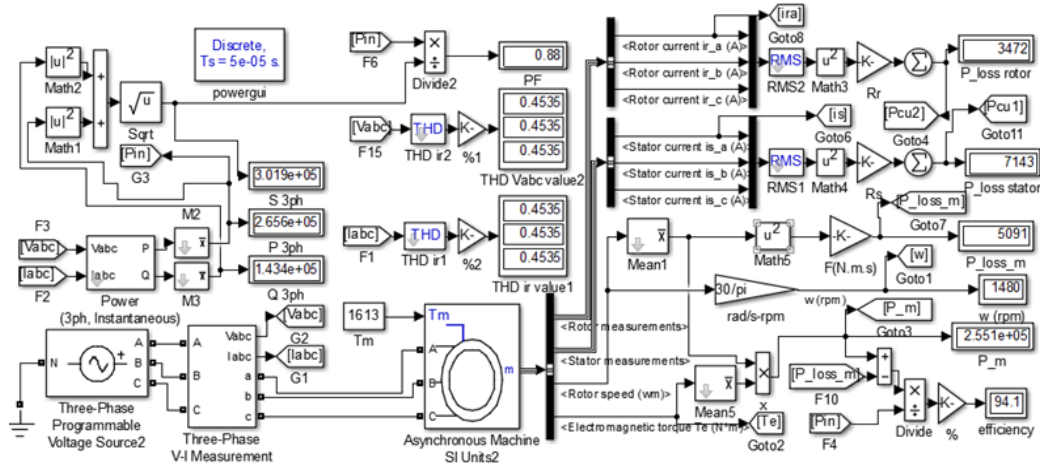 |u|²
Math2
|u|²
Math1
+
+
√u
Sqrt
Discrete,
Ts = 5e-05 s.
powergui
[Pin]
G3
3.019e+05
S 3ph
2.656e+05
P 3ph
1.434e+05
Q 3ph
F3
[Vabc]
[Iabc]
F2
Vabc
Iabc
P
Q
Power
(3ph, Instantaneous)
M2
x
x
M3
N
+
A
B
C
Three-Phase
Programmable
Voltage Source2
A
B
C
Vabc
Iabc
a
b
c
Three-Phase
V-I Measurement
[Vabc]
G2
[Iabc]
G1
[Pin]
F6
×
÷
Divide2
0.88
PF
[Vabc]
F15
THD
THD ir2
K-
%1
0.4535
0.4535
0.4535
THD Vabc value2
[Iabc]
F1
THD
THD ir1
K-
%2
0.4535
0.4535
0.4535
THD ir value1
1613
Tm
Tm
A
B
C
m
Asynchronous Machine
SI Units2
<Rotor measurements>
<Stator measurements>
<Rotor speed (wm)>
<Electromagnetic torque Te (N*m)>
[ira]
Goto8
<Rotor current ir_a (A)>
<Rotor current ir_b (A)>
<Rotor current ir_c (A)>
RMS
RMS2
u²
Math3
K-
Rr
Σ
3472
P_loss rotor
[Pcu2]
Goto4
[Pcu1]
Goto11
[is]
Goto6
<Stator current is_a (A)>
<Stator current is_b (A)>
<Stator current is_c (A)>
RMS
RMS1
u²
Math4
K-
Rs
Σ
7143
P_loss stator
[P_loss_m]
Goto7
x
Mean1
u²
Math5
-K-
F(N.m.s)
5091
P_loss_m
[w]
Goto1
30/pi
rad/s-rpm
w (rpm)
1480
w (rpm)
[P_m]
Goto3
2.551e+05
P_m
x
Mean5
×
x
[Te]
Goto2
[P_loss_m]
F10
+
−
[Pin]
F4
×
÷
Divide
K-
%
94.1
efficiency